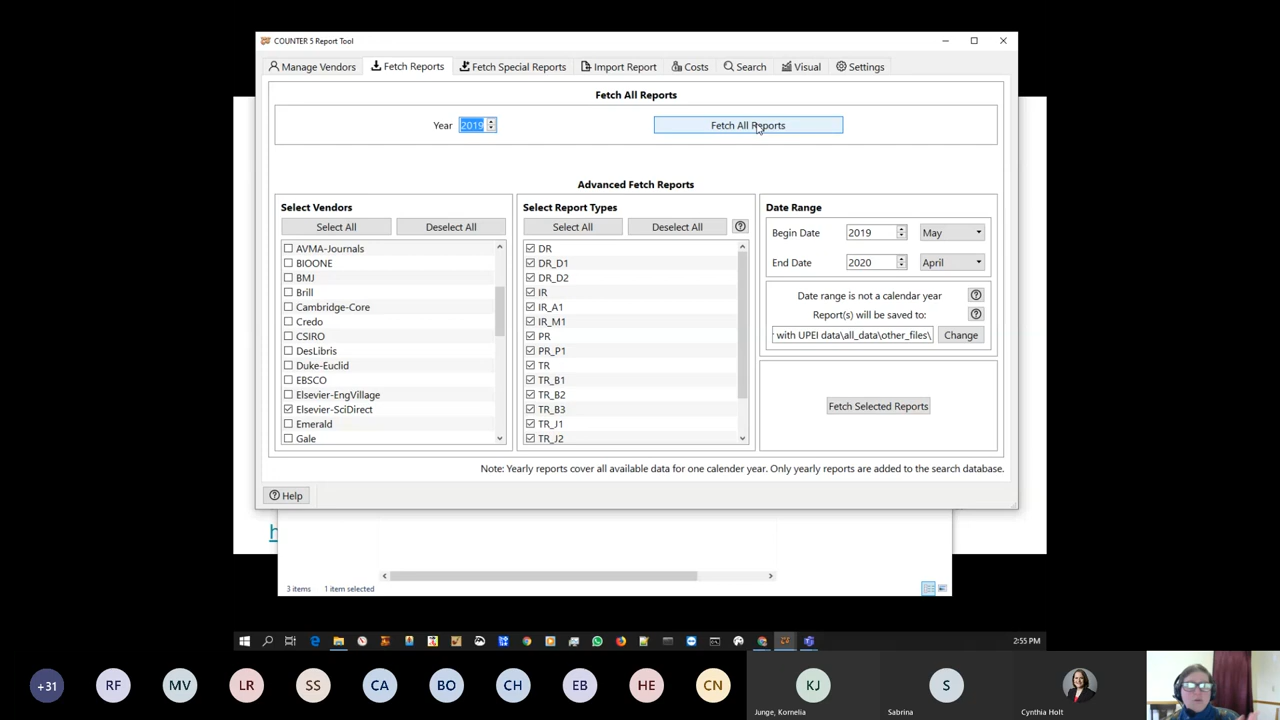 COUNTER 5 Report Tool
Manage Vendors Fetch Reports Fetch Special Reports Import Report Costs Search Visual Settings
Fetch All Reports
Year 2019 Fetch All Reports
Advanced Fetch Reports
Select Vendors
Select All Deselect All
AVMA-Journals
BIOONE
BMJ
Brill
Cambridge-Core
Credo
CSIRO
DesLibris
Duke-Euclid
EBSCO
Elsevier-EngVillage
Elsevier-SciDirect
Emerald
Gale
Select Report Types
Select All Deselect All
DR
DR_D1
DR_D2
IR
IR_A1
IR_M1
PR
PR_P1
TR
TR_B1
TR_B2
TR_B3
TR_J1
TR_J2
Date Range
Begin Date 2019 May
End Date 2020 April
Date range is not a calendar year
Report(s) will be saved to:
with UPEI data\all_data\other_files\ Change
Fetch Selected Reports
Note: Yearly reports cover all available data for one calender year. Only yearly reports are added to the search database.
Help
h
3 items 1 item selected
2:55 PM
+31 RF MV LR SS CA BO CH EB HE CN KJ S
Junge, Kornelia Sabrina Cynthia Holt